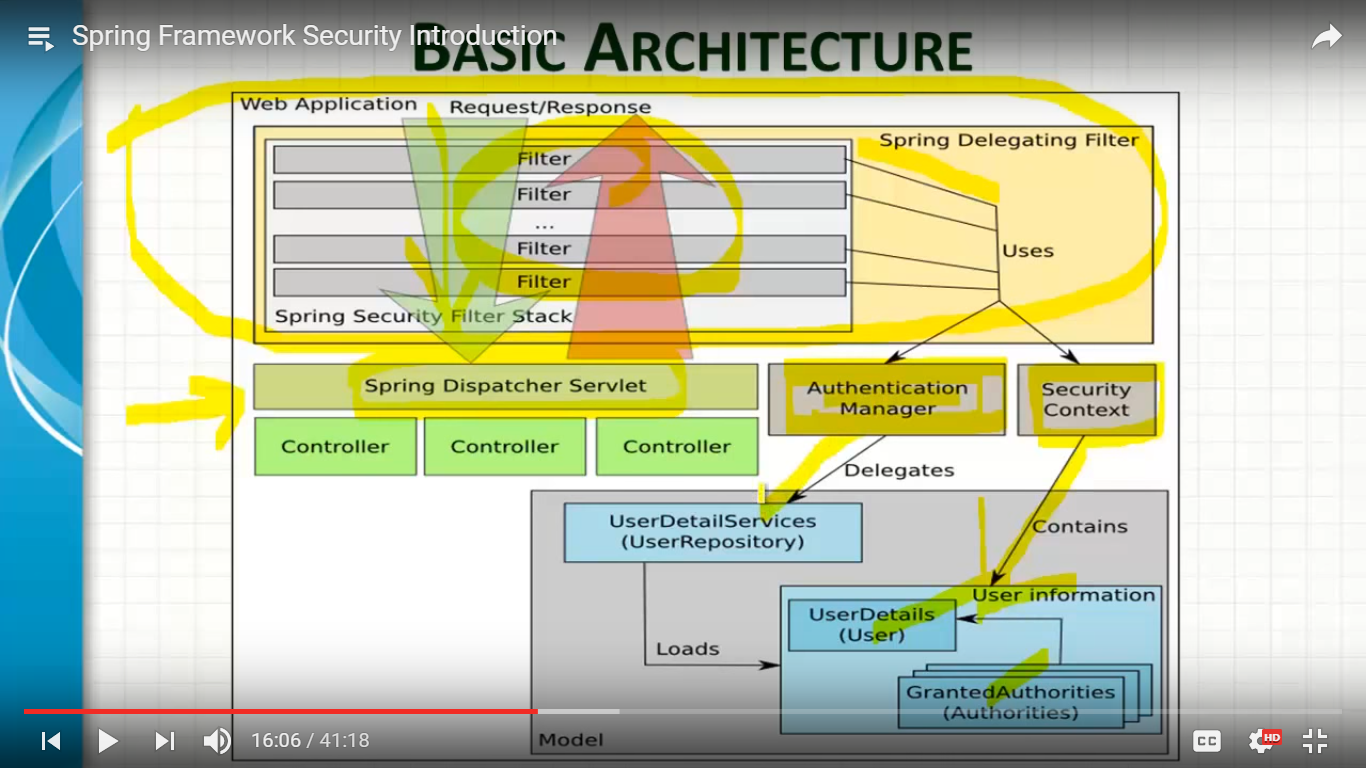 Spring Framework Security Introduction
BASIC ARCHITECTURE
Web Application
Request/Response
Spring Delegating Filter
Filter
Filter
...
Filter
Filter
Uses
Spring Security Filter Stack
Spring Dispatcher Servlet
Authentication
Manager
Security
Context
Controller
Controller
Controller
Delegates
UserDetailServices
(UserRepository)
Contains
User information
UserDetails
(User)
Loads
GrantedAuthorities
(Authorities)
Model
16:06 / 41:18
CC
HD